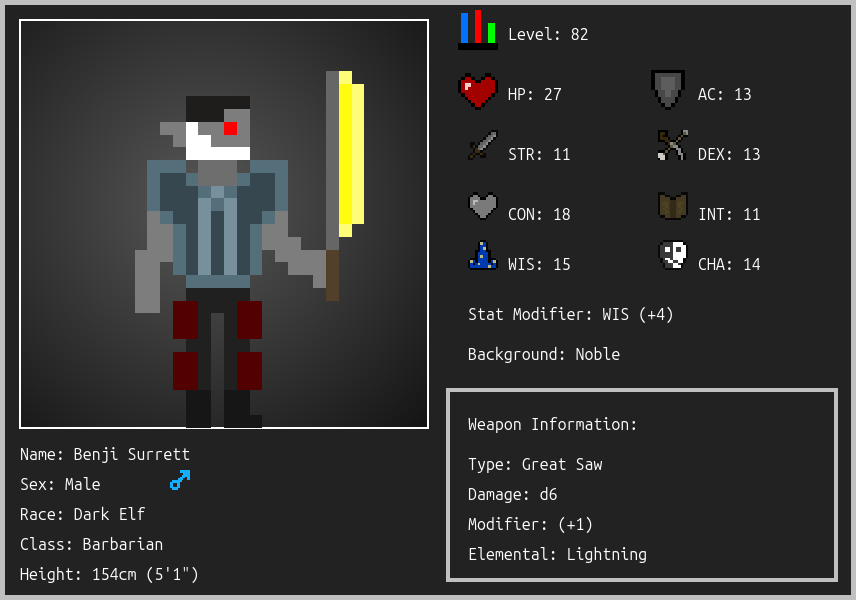 Level: 82
HP: 27
AC: 13
STR: 11
DEX: 13
CON: 18
INT: 11
WIS: 15
CHA: 14
Stat Modifier: WIS (+4)
Background: Noble
Weapon Information:
Type: Great Saw
Damage: d6
Modifier: (+1)
Elemental: Lightning
Name: Benji Surrett
Sex: Male
Race: Dark Elf
Class: Barbarian
Height: 154cm (5'1")